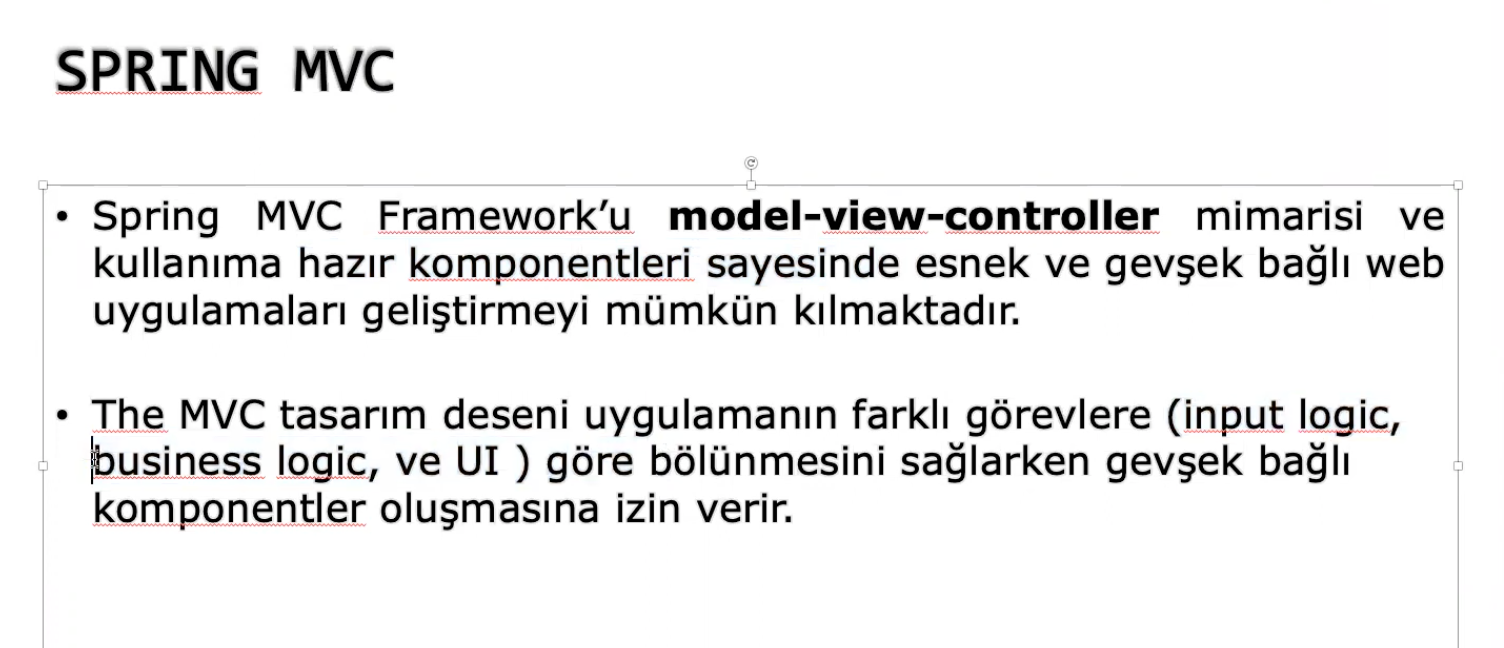 SPRING MVC
• Spring MVC Framework’u model-view-controller mimarisi ve
kullanıma hazır komponentleri sayesinde esnek ve gevşek bağlı web
uygulamaları geliştirmeyi mümkün kılmaktadır.
• The MVC tasarım deseni uygulamanın farklı görevlere (input logic,
business logic, ve UI ) göre bölünmesini sağlarken gevşek bağlı
komponentler oluşmasına izin verir.